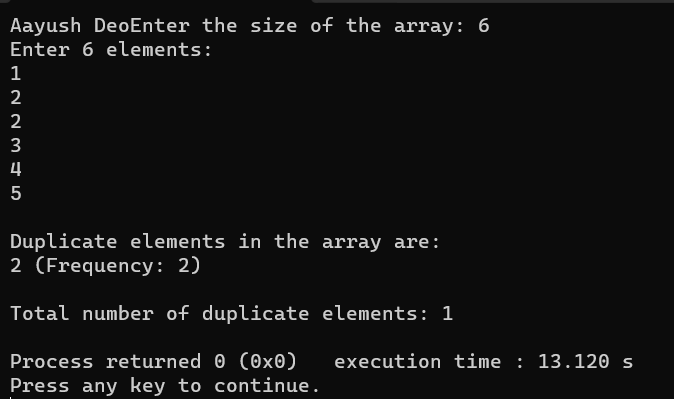 Aayush DeoEnter the size of the array: 6
Enter 6 elements:
1
2
2
3
4
5
Duplicate elements in the array are:
2 (Frequency: 2)
Total number of duplicate elements: 1
Process returned 0 (0x0)   execution time : 13.120 s
Press any key to continue.